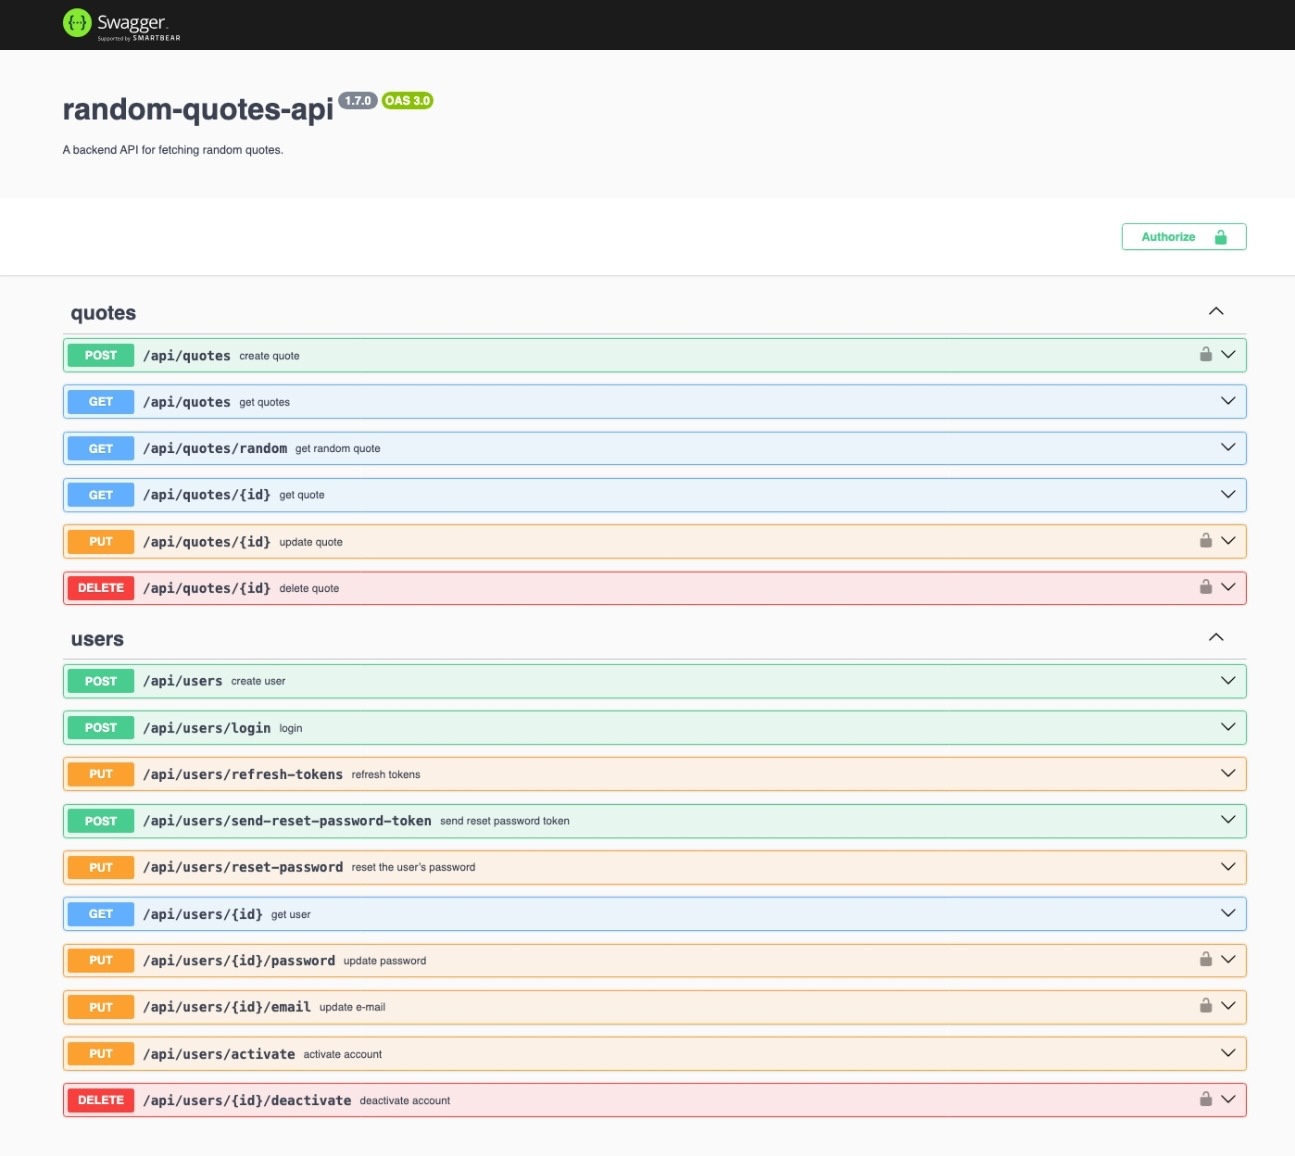 Swagger.
Supported by SMARTBEAR
random-quotes-api 1.7.0 OAS 3.0
A backend API for fetching random quotes.
Authorize
quotes
POST /api/quotes create quote
GET /api/quotes get quotes
GET /api/quotes/random get random quote
GET /api/quotes/{id} get quote
PUT /api/quotes/{id} update quote
DELETE /api/quotes/{id} delete quote
users
POST /api/users create user
POST /api/users/login login
PUT /api/users/refresh-tokens refresh tokens
POST /api/users/send-reset-password-token send reset password token
PUT /api/users/reset-password reset the user's password
GET /api/users/{id} get user
PUT /api/users/{id}/password update password
PUT /api/users/{id}/email update e-mail
PUT /api/users/activate activate account
DELETE /api/users/{id}/deactivate deactivate account